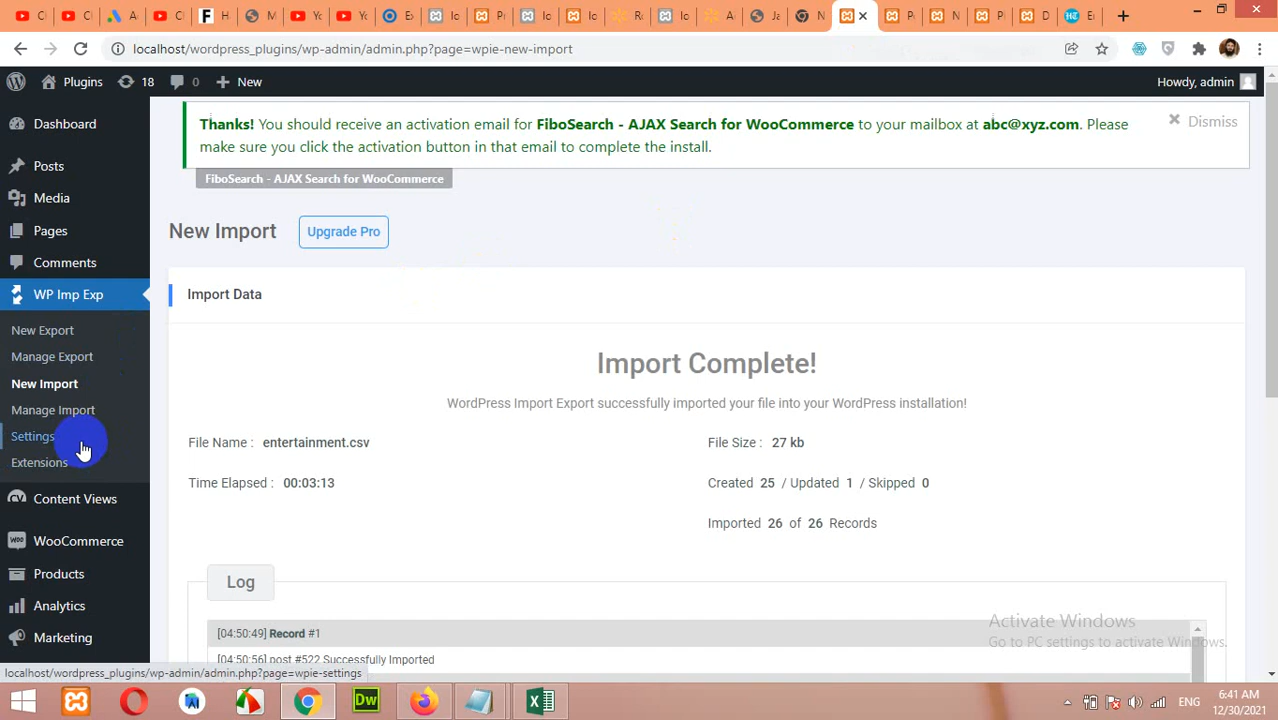 localhost/wordpress_plugins/wp-admin/admin.php?page=wpie-new-import
Plugins 18 0 New Howdy, admin
Dashboard
Posts
Media
Pages
Comments
WP Imp Exp
New Export
Manage Export
New Import
Manage Import
Settings
Extensions
Content Views
WooCommerce
Products
Analytics
Marketing
Thanks! You should receive an activation email for FiboSearch - AJAX Search for WooCommerce to your mailbox at abc@xyz.com. Please
make sure you click the activation button in that email to complete the install.
Dismiss
FiboSearch - AJAX Search for WooCommerce
New Import Upgrade Pro
Import Data
Import Complete!
WordPress Import Export successfully imported your file into your WordPress installation!
File Name : entertainment.csv File Size : 27 kb
Time Elapsed : 00:03:13 Created 25 / Updated 1 / Skipped 0
Imported 26 of 26 Records
Log
[04:50:49] Record #1
[04:50:56] post #522 Successfully Imported
Activate Windows
Go to PC settings to activate Windows.
localhost/wordpress_plugins/wp-admin/admin.php?page=wpie-settings
Dw
ENG
6:41 AM
12/30/2021